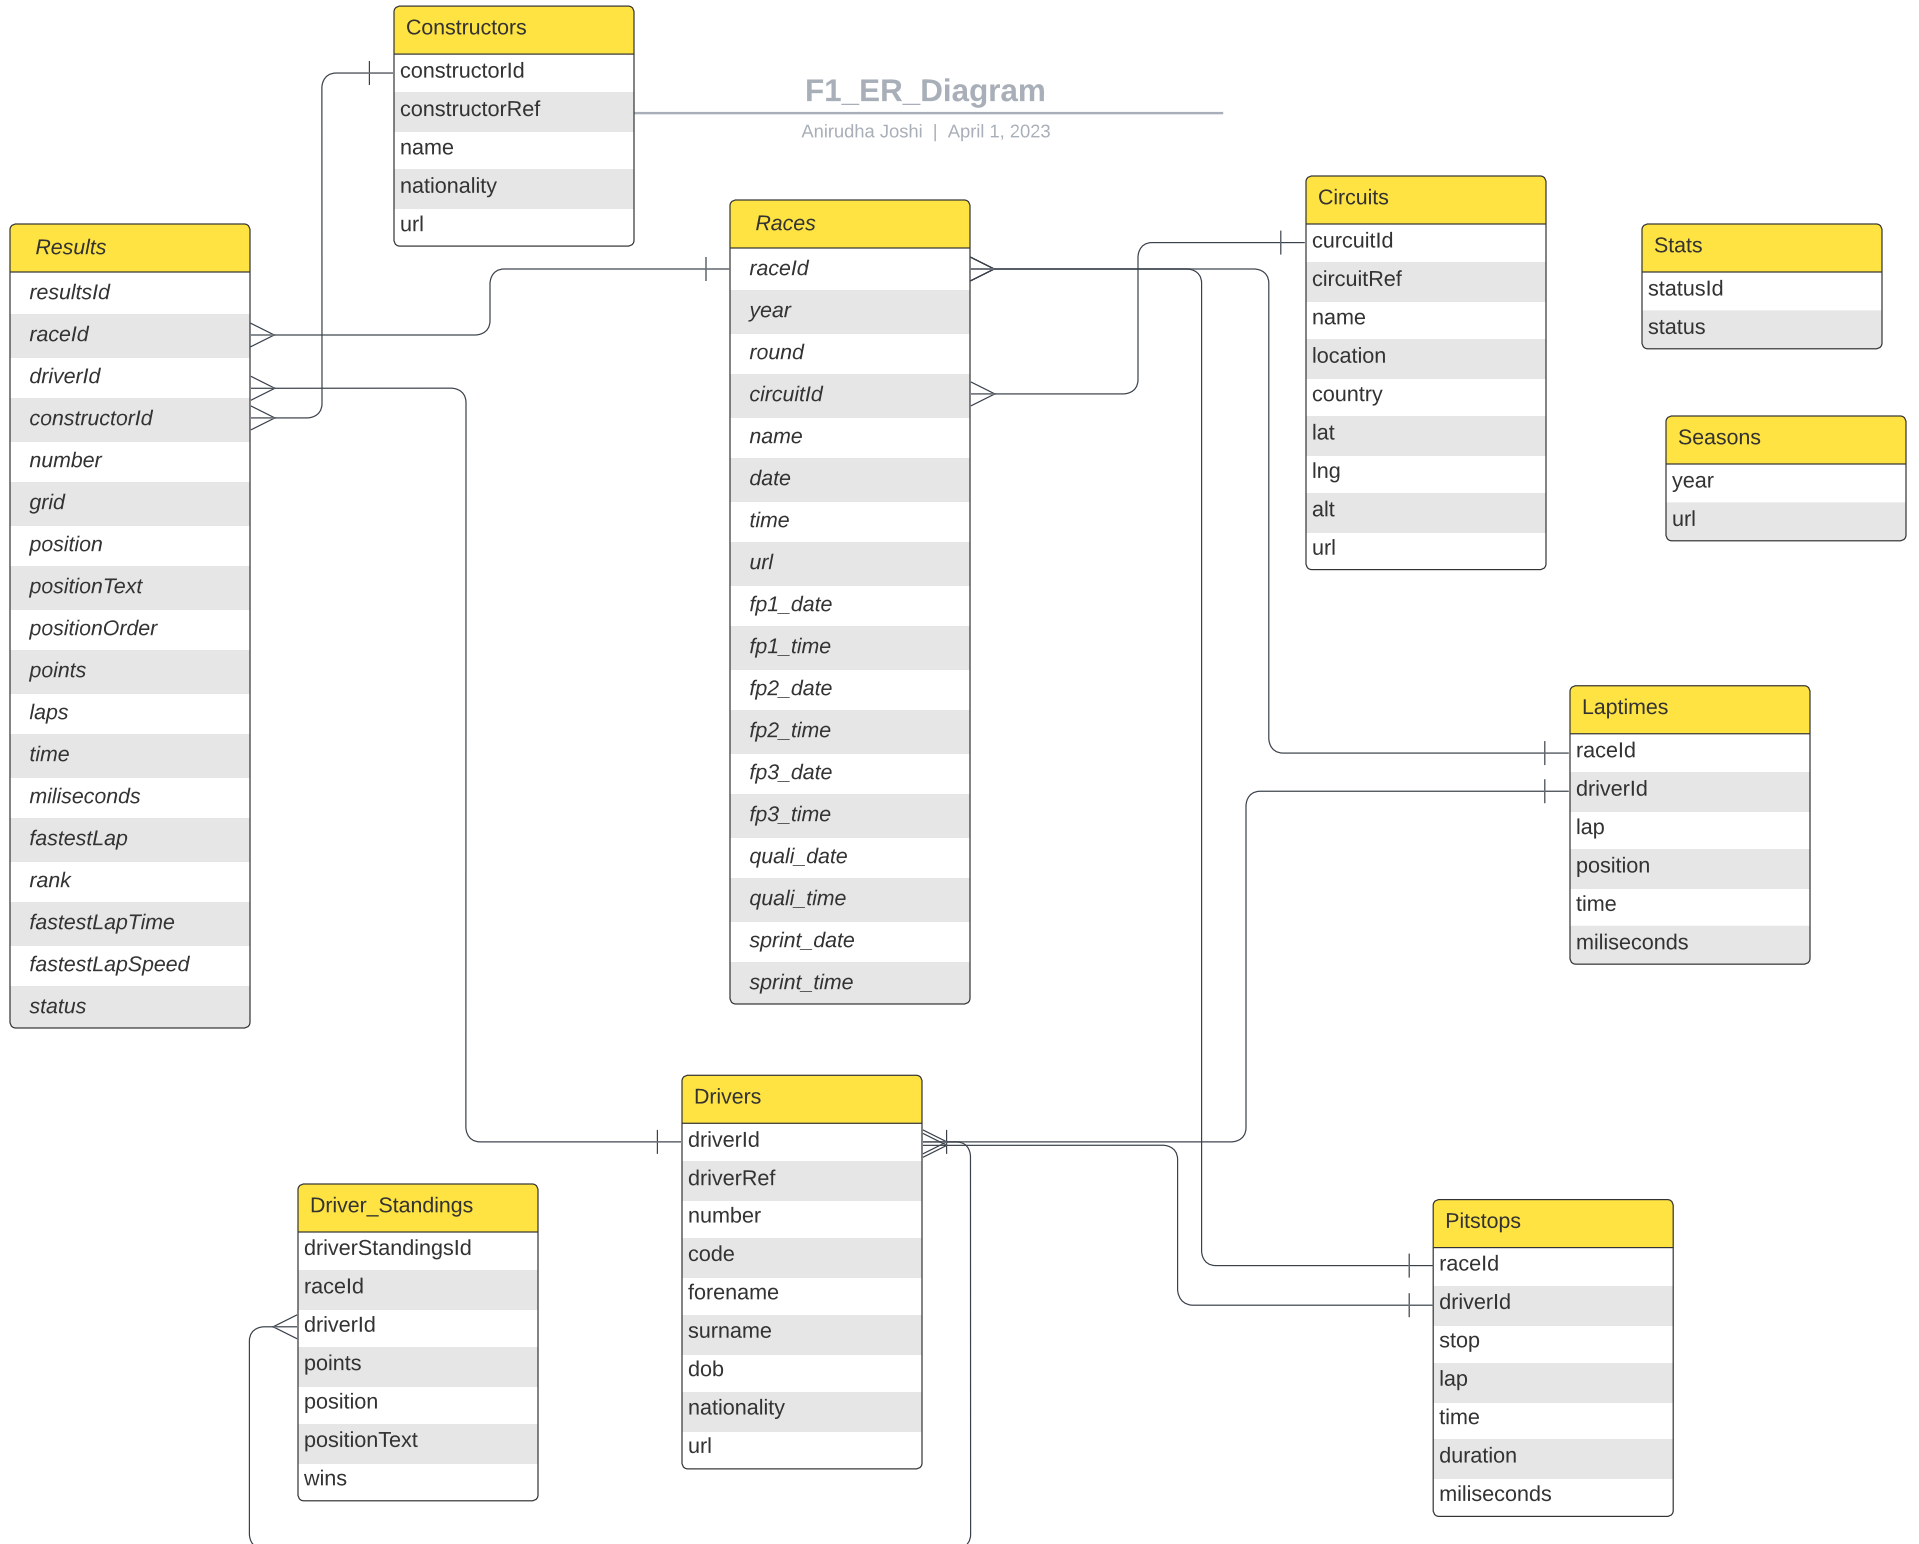 F1_ER_Diagram
Anirudha Joshi | April 1, 2023
Constructors
constructorId
constructorRef
name
nationality
url
Results
resultsId
raceId
driverId
constructorId
number
grid
position
positionText
positionOrder
points
laps
time
miliseconds
fastestLap
rank
fastestLapTime
fastestLapSpeed
status
Races
raceId
year
round
circuitId
name
date
time
url
fp1_date
fp1_time
fp2_date
fp2_time
fp3_date
fp3_time
quali_date
quali_time
sprint_date
sprint_time
Circuits
curcuitId
circuitRef
name
location
country
lat
lng
alt
url
Stats
statusId
status
Seasons
year
url
Laptimes
raceId
driverId
lap
position
time
miliseconds
Drivers
driverId
driverRef
number
code
forename
surname
dob
nationality
url
Driver_Standings
driverStandingsId
raceId
driverId
points
position
positionText
wins
Pitstops
raceId
driverId
stop
lap
time
duration
miliseconds